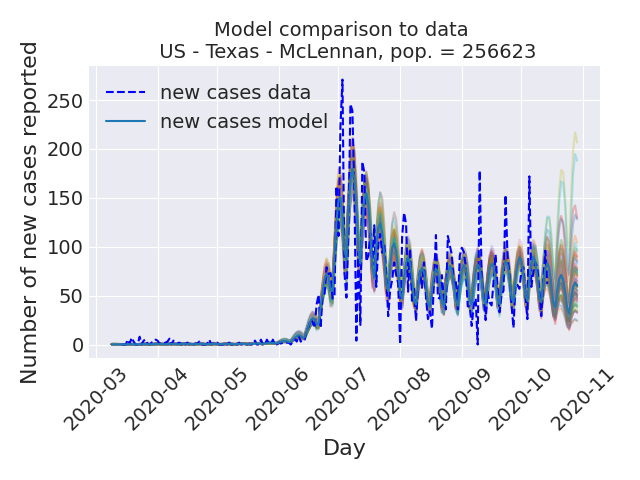 Model comparison to data
US - Texas - McLennan, pop. = 256623
new cases data
new cases model
Number of new cases reported
250
200
150
100
50
0
2020-03
2020-04
2020-05
2020-06
2020-07
2020-08
2020-09
2020-10
2020-11
Day